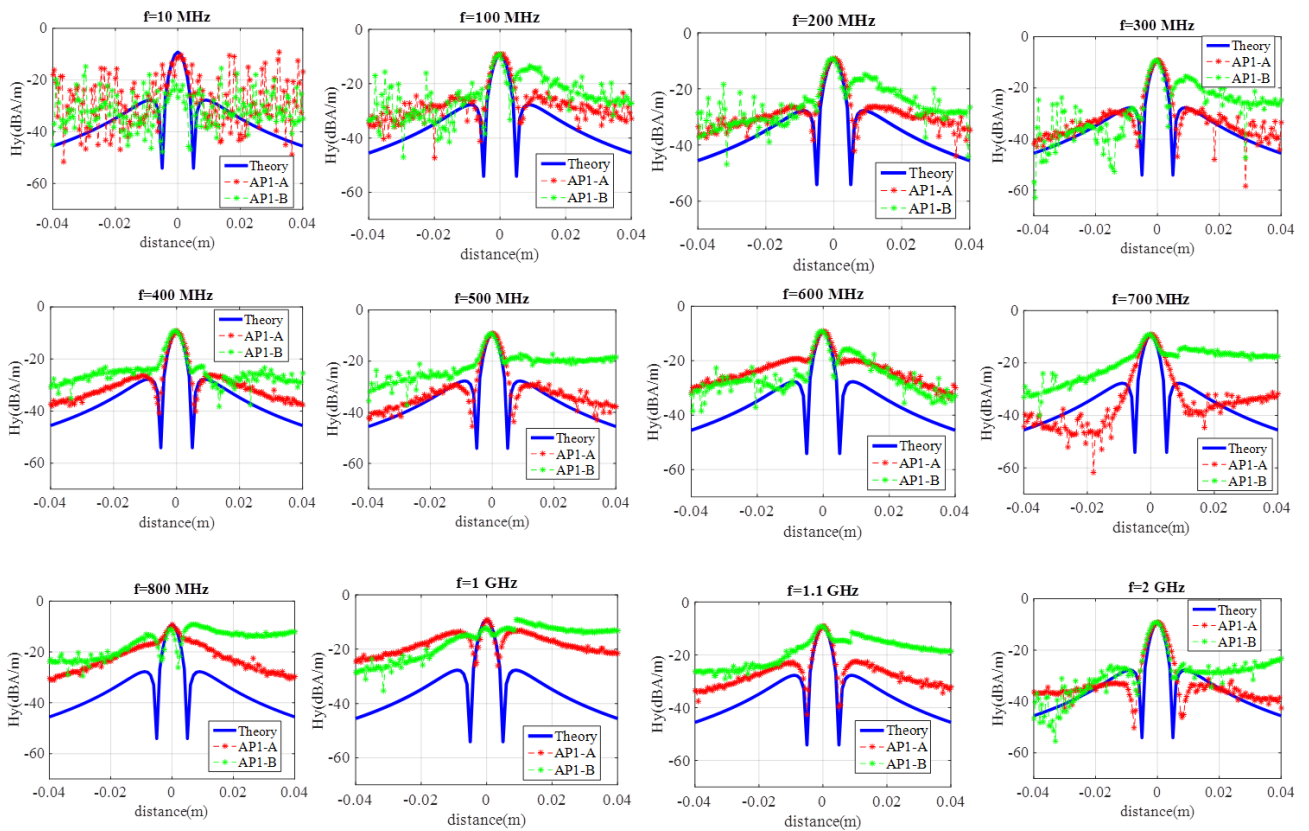 f=10 MHz
0
-20
-40
-60
Hy(dBA/m)
Theory
AP1-A
AP1-B
-0.04 -0.02 0 0.02 0.04
distance(m)
f=100 MHz
0
-20
-40
-60
Hy(dBA/m)
Theory
AP1-A
AP1-B
-0.04 -0.02 0 0.02 0.04
distance(m)
f=200 MHz
0
-20
-40
-60
Hy(dBA/m)
Theory
AP1-A
AP1-B
-0.04 -0.02 0 0.02 0.04
distance(m)
f=300 MHz
0
-20
-40
-60
Hy(dBA/m)
Theory
AP1-A
AP1-B
-0.04 -0.02 0 0.02 0.04
distance(m)
f=400 MHz
0
-20
-40
-60
Hy(dBA/m)
Theory
AP1-A
AP1-B
-0.04 -0.02 0 0.02 0.04
distance(m)
f=500 MHz
0
-20
-40
-60
Hy(dBA/m)
Theory
AP1-A
AP1-B
-0.04 -0.02 0 0.02 0.04
distance(m)
f=600 MHz
0
-20
-40
-60
Hy(dBA/m)
Theory
AP1-A
AP1-B
-0.04 -0.02 0 0.02 0.04
distance(m)
f=700 MHz
0
-20
-40
-60
Hy(dBA/m)
Theory
AP1-A
AP1-B
-0.04 -0.02 0 0.02 0.04
distance(m)
f=800 MHz
0
-20
-40
-60
Hy(dBA/m)
Theory
AP1-A
AP1-B
-0.04 -0.02 0 0.02 0.04
distance(m)
f=1 GHz
0
-20
-40
-60
Hy(dBA/m)
Theory
AP1-A
AP1-B
-0.04 -0.02 0 0.02 0.04
distance(m)
f=1.1 GHz
0
-20
-40
-60
Hy(dBA/m)
Theory
AP1-A
AP1-B
-0.04 -0.02 0 0.02 0.04
distance(m)
f=2 GHz
0
-20
-40
-60
Hy(dBA/m)
Theory
AP1-A
AP1-B
-0.04 -0.02 0 0.02 0.04
distance(m)